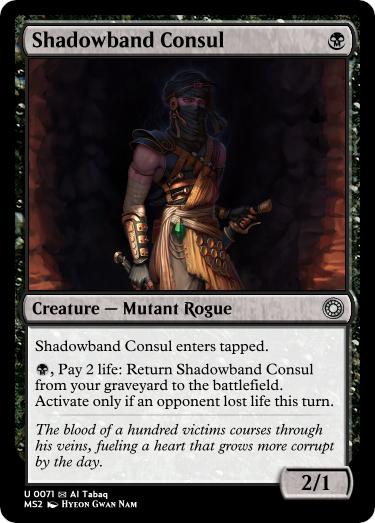 Shadowband Consul
Creature — Mutant Rogue
Shadowband Consul enters tapped.
, Pay 2 life: Return Shadowband Consul
from your graveyard to the battlefield.
Activate only if an opponent lost life this turn.
The blood of a hundred victims courses through
his veins, fueling a heart that grows more corrupt
by the day.
2/1
U 0071 Al Tabaq
MS2 Hyeon Gwan Nam